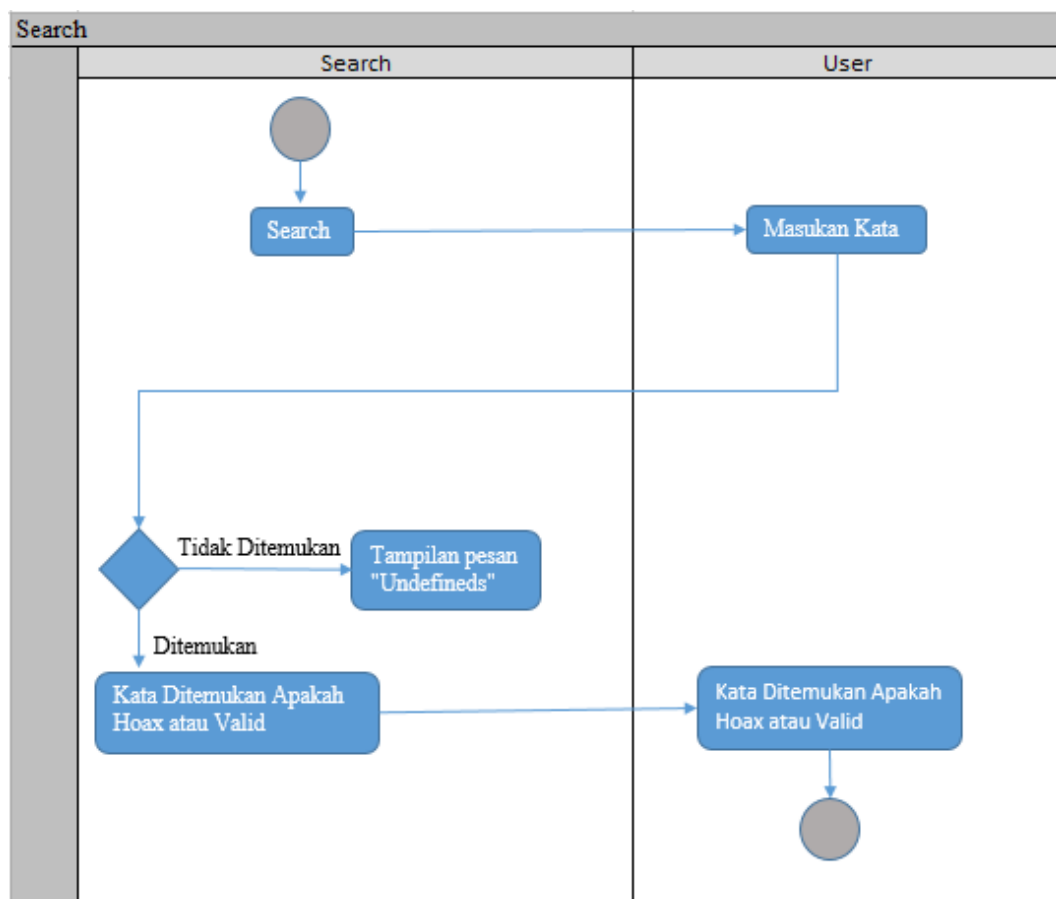 Search
Search
User
Search
Masukan Kata
Tidak Ditemukan
Tampilan pesan
"Undefineds"
Ditemukan
Kata Ditemukan Apakah
Hoax atau Valid
Kata Ditemukan Apakah
Hoax atau Valid